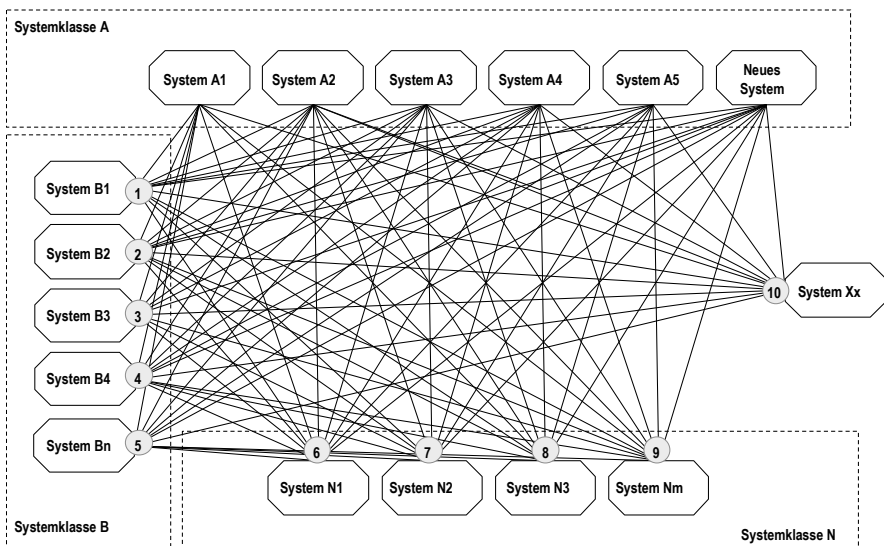 Systemklasse A
System A1
System A2
System A3
System A4
System A5
Neues
System
System B1
1
System B2
2
System B3
3
System B4
4
System Bn
5
10
System Xx
6
7
8
9
System N1
System N2
System N3
System Nm
Systemklasse B
Systemklasse N